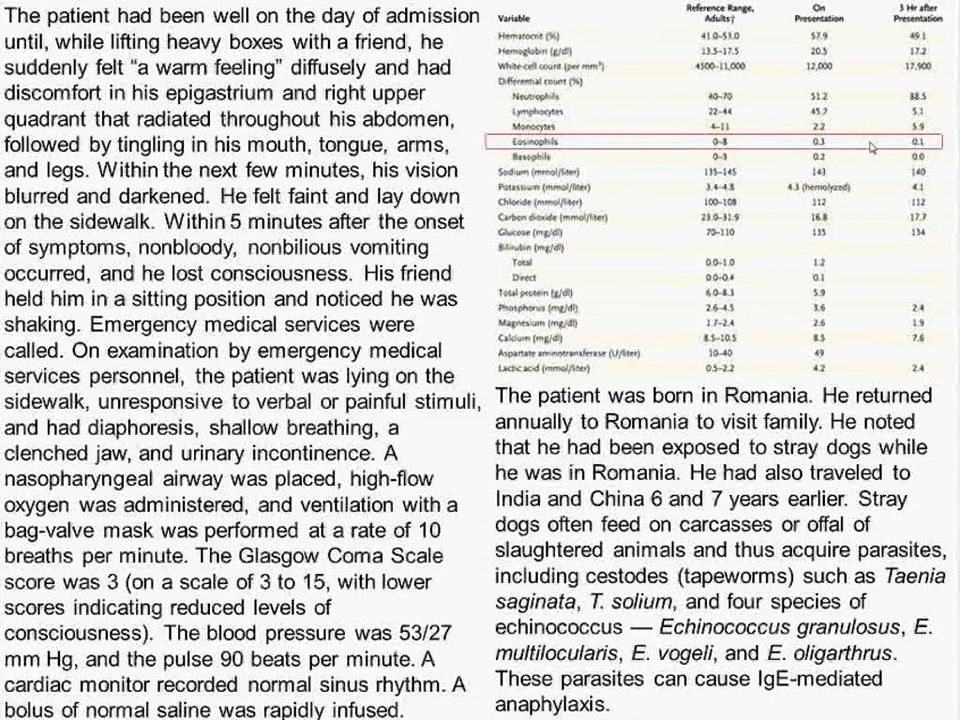 The patient had been well on the day of admission
until, while lifting heavy boxes with a friend, he
suddenly felt “a warm feeling” diffusely and had
discomfort in his epigastrium and right upper
quadrant that radiated throughout his abdomen,
followed by tingling in his mouth, tongue, arms,
and legs. Within the next few minutes, his vision
blurred and darkened. He felt faint and lay down
on the sidewalk. Within 5 minutes after the onset
of symptoms, nonbloody, nonbilious vomiting
occurred, and he lost consciousness. His friend
held him in a sitting position and noticed he was
shaking. Emergency medical services were
called. On examination by emergency medical
services personnel, the patient was lying on the
sidewalk, unresponsive to verbal or painful stimuli,
and had diaphoresis, shallow breathing, a
clenched jaw, and urinary incontinence. A
nasopharyngeal airway was placed, high-flow
oxygen was administered, and ventilation with a
bag-valve mask was performed at a rate of 10
breaths per minute. The Glasgow Coma Scale
score was 3 (on a scale of 3 to 15, with lower
scores indicating reduced levels of
consciousness). The blood pressure was 53/27
mm Hg, and the pulse 90 beats per minute. A
cardiac monitor recorded normal sinus rhythm. A
bolus of normal saline was rapidly infused.
Variable Reference Range, Adults† On Presentation 3 Hr after Presentation
Hematocrit (%) 41.0–53.0 57.9 49.1
Hemoglobin (g/dl) 13.5–17.5 20.5 17.2
White-cell count (per mm³) 4500–11,000 12,000 17,900
Differential count (%)
Neutrophils 40–70 51.2 88.5
Lymphocytes 22–44 45.7 5.1
Monocytes 4–11 2.2 5.9
Eosinophils 0–8 0.3 0.1
Basophils 0–3 0.2 0.0
Sodium (mmol/liter) 135–145 143 140
Potassium (mmol/liter) 3.4–4.8 4.3 (hemolyzed) 4.1
Chloride (mmol/liter) 100–108 112 112
Carbon dioxide (mmol/liter) 23.0–31.9 16.8 17.7
Glucose (mg/dl) 70–110 135 134
Bilirubin (mg/dl)
Total 0.0–1.0 1.2
Direct 0.0–0.4 0.1
Total protein (g/dl) 6.0–8.3 5.9
Phosphorus (mg/dl) 2.6–4.5 3.6 2.4
Magnesium (mg/dl) 1.7–2.4 2.6 1.9
Calcium (mg/dl) 8.5–10.5 8.5 7.6
Aspartate aminotransferase (U/liter) 10–40 49
Lactic acid (mmol/liter) 0.5–2.2 4.2 2.4
The patient was born in Romania. He returned
annually to Romania to visit family. He noted
that he had been exposed to stray dogs while
he was in Romania. He had also traveled to
India and China 6 and 7 years earlier. Stray
dogs often feed on carcasses or offal of
slaughtered animals and thus acquire parasites,
including cestodes (tapeworms) such as Taenia
saginata, T. solium, and four species of
echinococcus — Echinococcus granulosus, E.
multilocularis, E. vogeli, and E. oligarthrus.
These parasites can cause IgE-mediated
anaphylaxis.